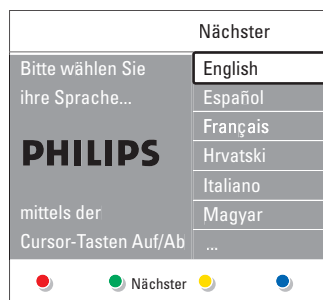 Nächster
Bitte wählen Sie
ihre Sprache...
PHILIPS
mittels der
Cursor-Tasten Auf/Ab
English
Español
Français
Hrvatski
Italiano
Magyar
...
Nächster